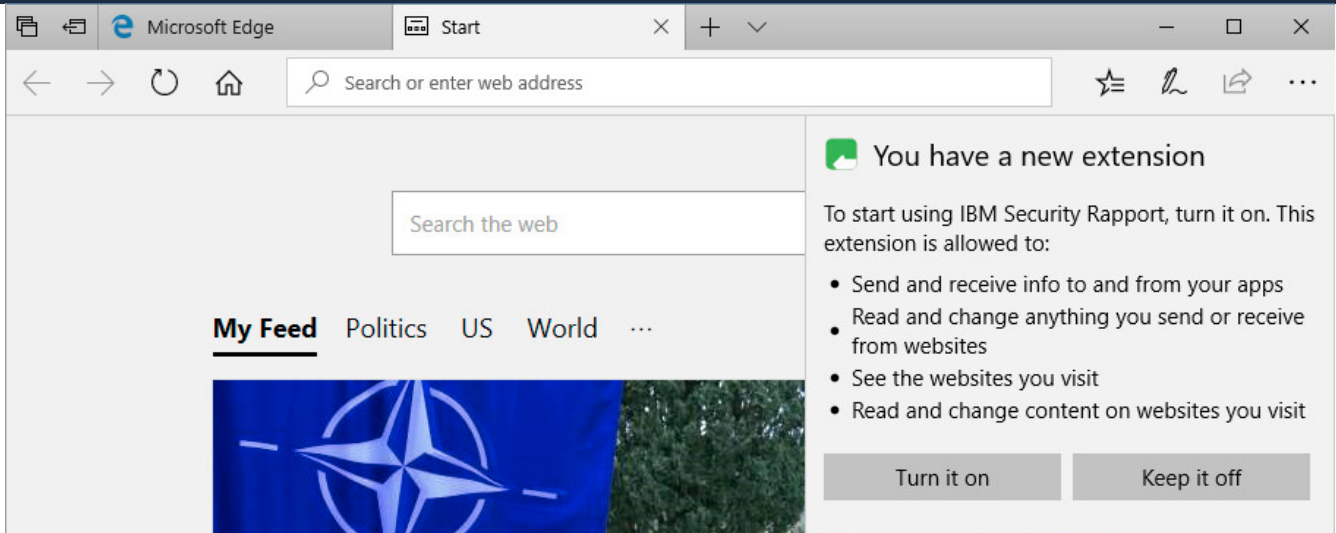 Microsoft Edge
Start
Search or enter web address
You have a new extension
To start using IBM Security Rapport, turn it on. This
extension is allowed to:
• Send and receive info to and from your apps
• Read and change anything you send or receive
from websites
• See the websites you visit
• Read and change content on websites you visit
Turn it on
Keep it off
Search the web
My Feed Politics US World ...